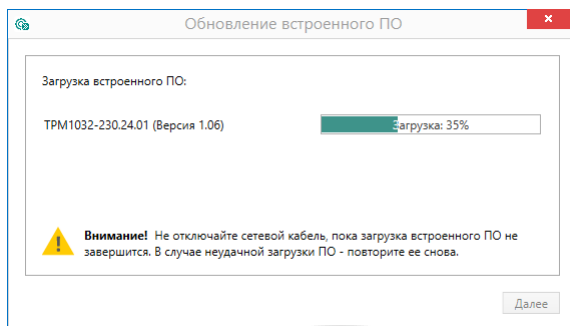 Обновление встроенного ПО
Загрузка встроенного ПО:
ТРМ1032-230.24.01 (Версия 1.06)
Загрузка: 35%
Внимание! Не отключайте сетевой кабель, пока загрузка встроенного ПО не
завершится. В случае неудачной загрузки ПО - повторите ее снова.
Далее